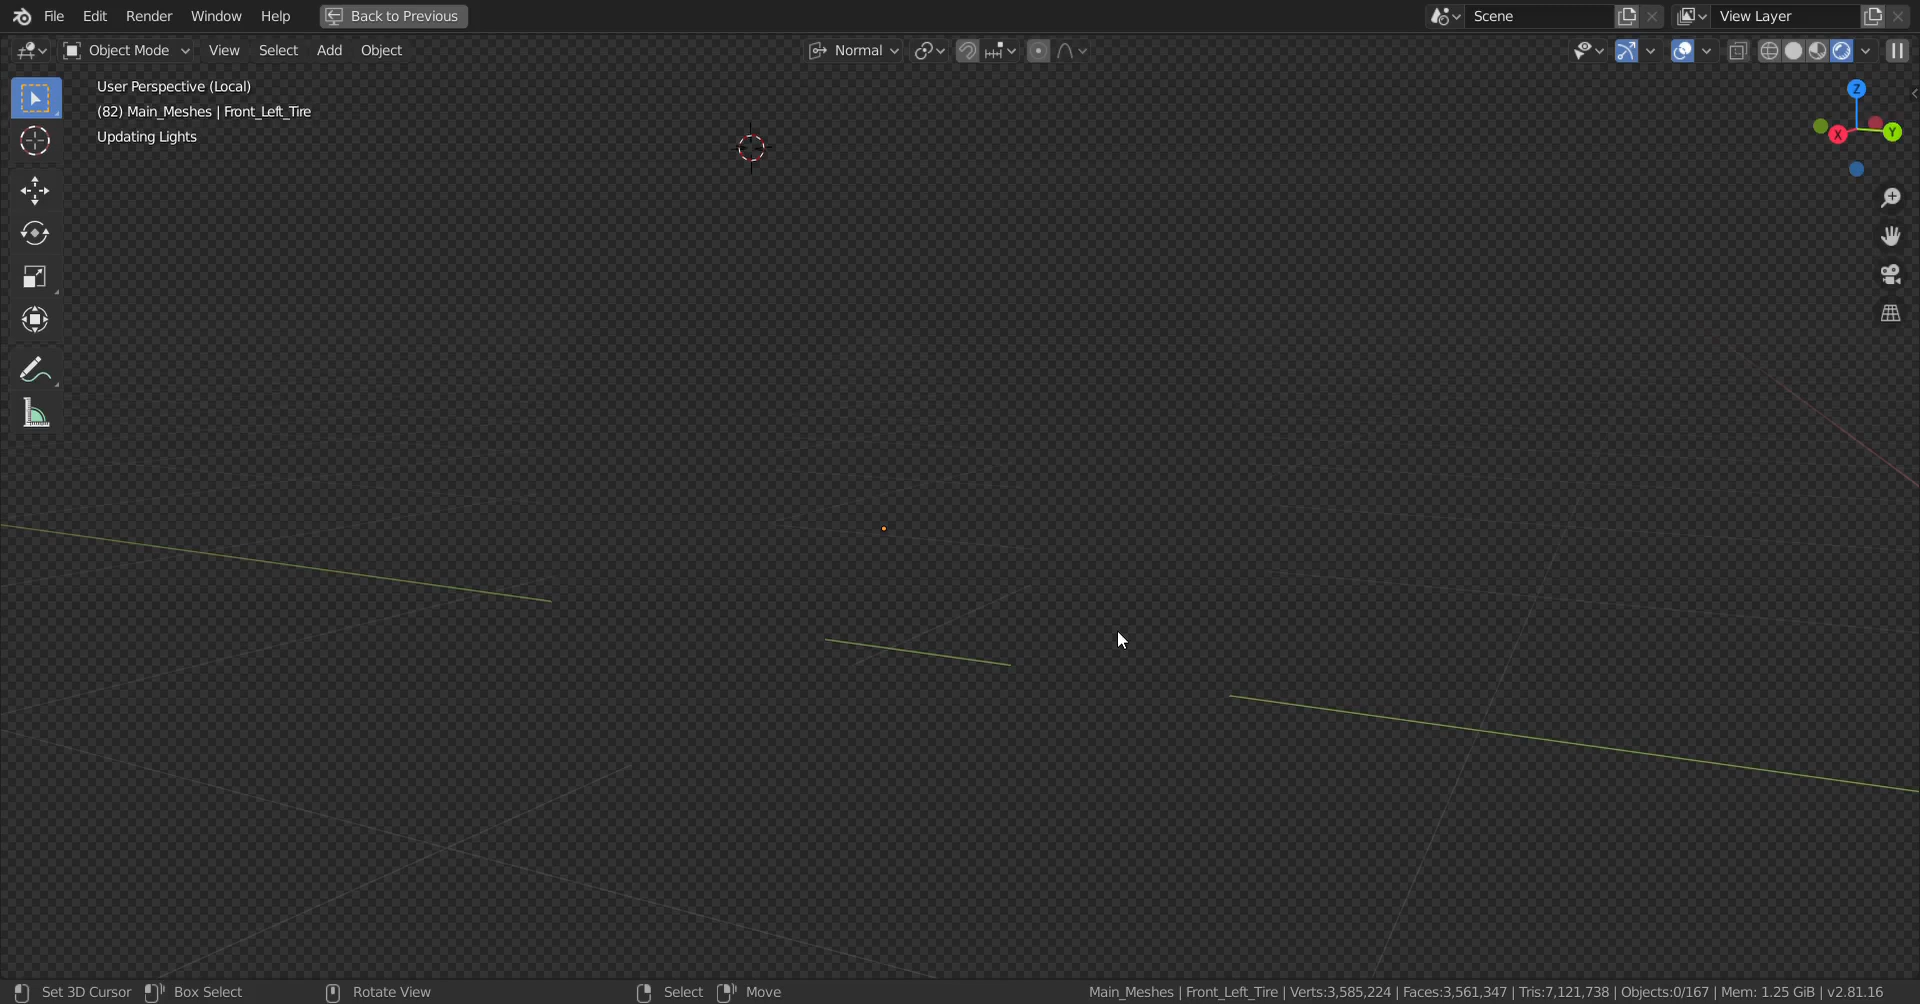 File Edit Render Window Help Back to Previous Scene View Layer
Object Mode View Select Add Object Normal
User Perspective (Local)
(82) Main_Meshes | Front_Left_Tire
Updating Lights
Z
X Y
Set 3D Cursor Box Select Rotate View Select Move Main_Meshes | Front_Left_Tire | Verts:3,585,224 | Faces:3,561,347 | Tris:7,121,738 | Objects:0/167 | Mem: 1.25 GiB | v2.81.16